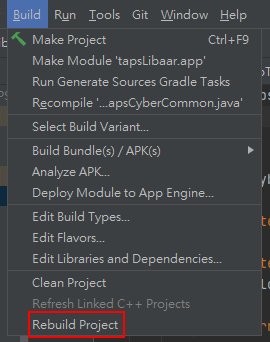 Build Run Tools Git Window Help
Make Project Ctrl+F9
Make Module 'tapsLibaar.app'
Run Generate Sources Gradle Tasks
Recompile '...apsCyberCommon.java'
Select Build Variant...
Build Bundle(s) / APK(s)
Analyze APK...
Deploy Module to App Engine...
Edit Build Types...
Edit Flavors...
Edit Libraries and Dependencies...
Clean Project
Refresh Linked C++ Projects
Rebuild Project